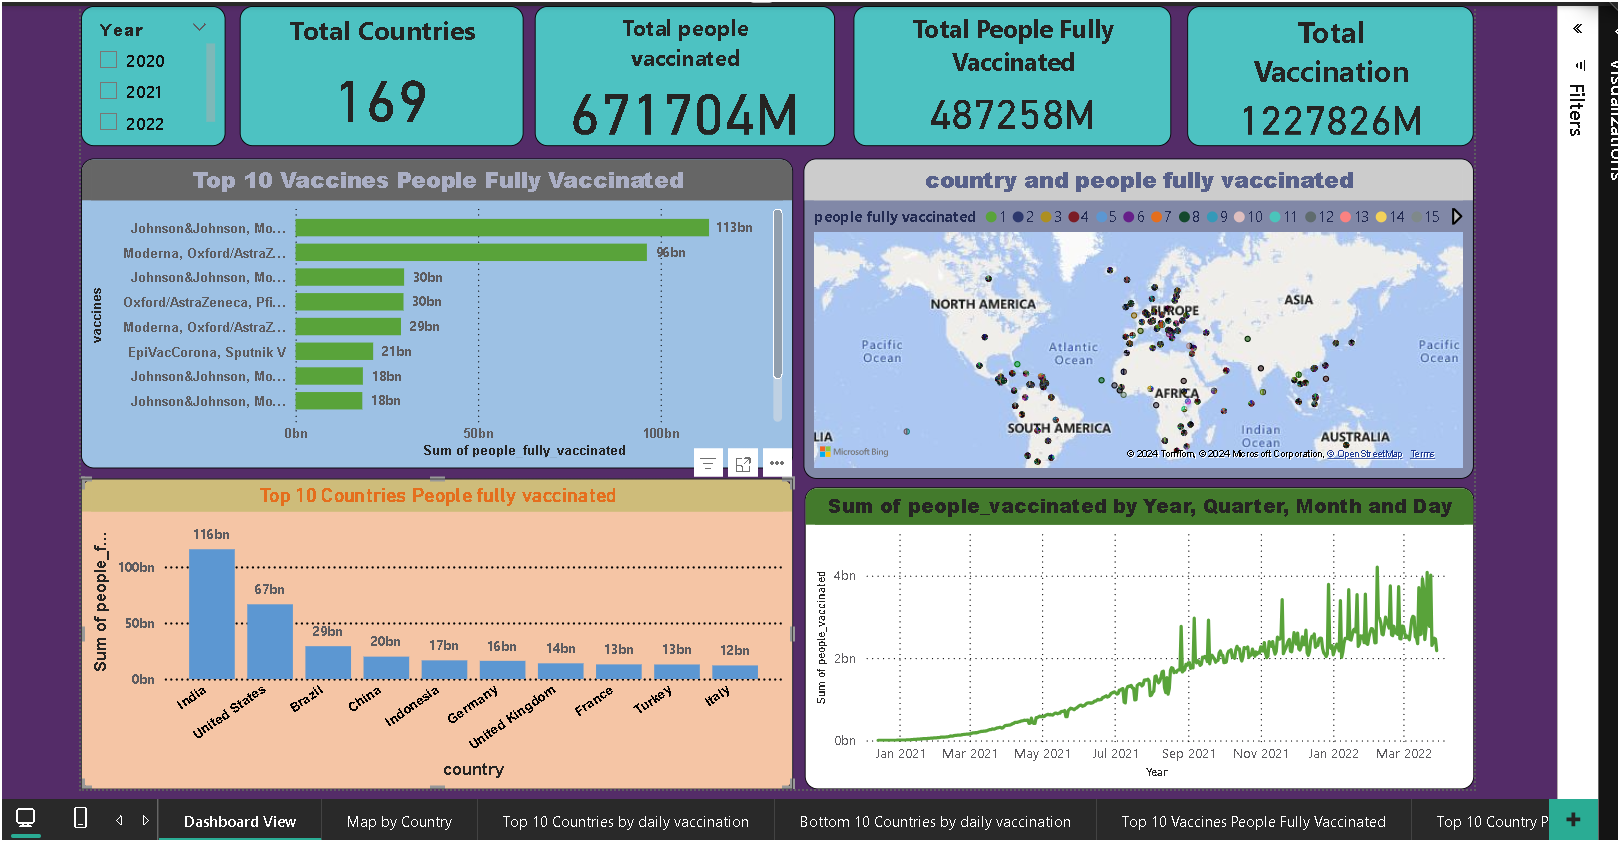 Year
2020
2021
2022
Total Countries
169
Total people
vaccinated
671704M
Total People Fully
Vaccinated
487258M
Total
Vaccination
1227826M
«
Filters
Visualizations
Top 10 Vaccines People Fully Vaccinated
vaccines
Johnson&Johnson, Mo...
113bn
Moderna, Oxford/AstraZ...
96bn
Johnson&Johnson, Mo...
30bn
Oxford/AstraZeneca, Pfi...
30bn
Moderna, Oxford/AstraZ...
29bn
EpiVacCorona, Sputnik V
21bn
Johnson&Johnson, Mo...
18bn
Johnson&Johnson, Mo...
18bn
0bn 50bn 100bn
Sum of people_fully_vaccinated
country and people fully vaccinated
people fully vaccinated 1 2 3 4 5 6 7 8 9 10 11 12 13 14 15
NORTH AMERICA
EUROPE
ASIA
Pacific
Ocean
Atlantic
Ocean
Pacific
Ocean
AFRICA
SOUTH AMERICA
Indian
Ocean
LIA
AUSTRALIA
Microsoft Bing
© 2024 TomTom, © 2024 Microsoft Corporation, © OpenStreetMap Terms
Top 10 Countries People fully vaccinated
Sum of people_f...
100bn
50bn
0bn
116bn
67bn
29bn
20bn
17bn
16bn
14bn
13bn
13bn
12bn
India
United States
Brazil
China
Indonesia
Germany
United Kingdom
France
Turkey
Italy
country
Sum of people_vaccinated by Year, Quarter, Month and Day
Sum of people_vaccinated
4bn
2bn
0bn
Jan 2021 Mar 2021 May 2021 Jul 2021 Sep 2021 Nov 2021 Jan 2022 Mar 2022
Year
Dashboard View
Map by Country
Top 10 Countries by daily vaccination
Bottom 10 Countries by daily vaccination
Top 10 Vaccines People Fully Vaccinated
Top 10 Country P
+